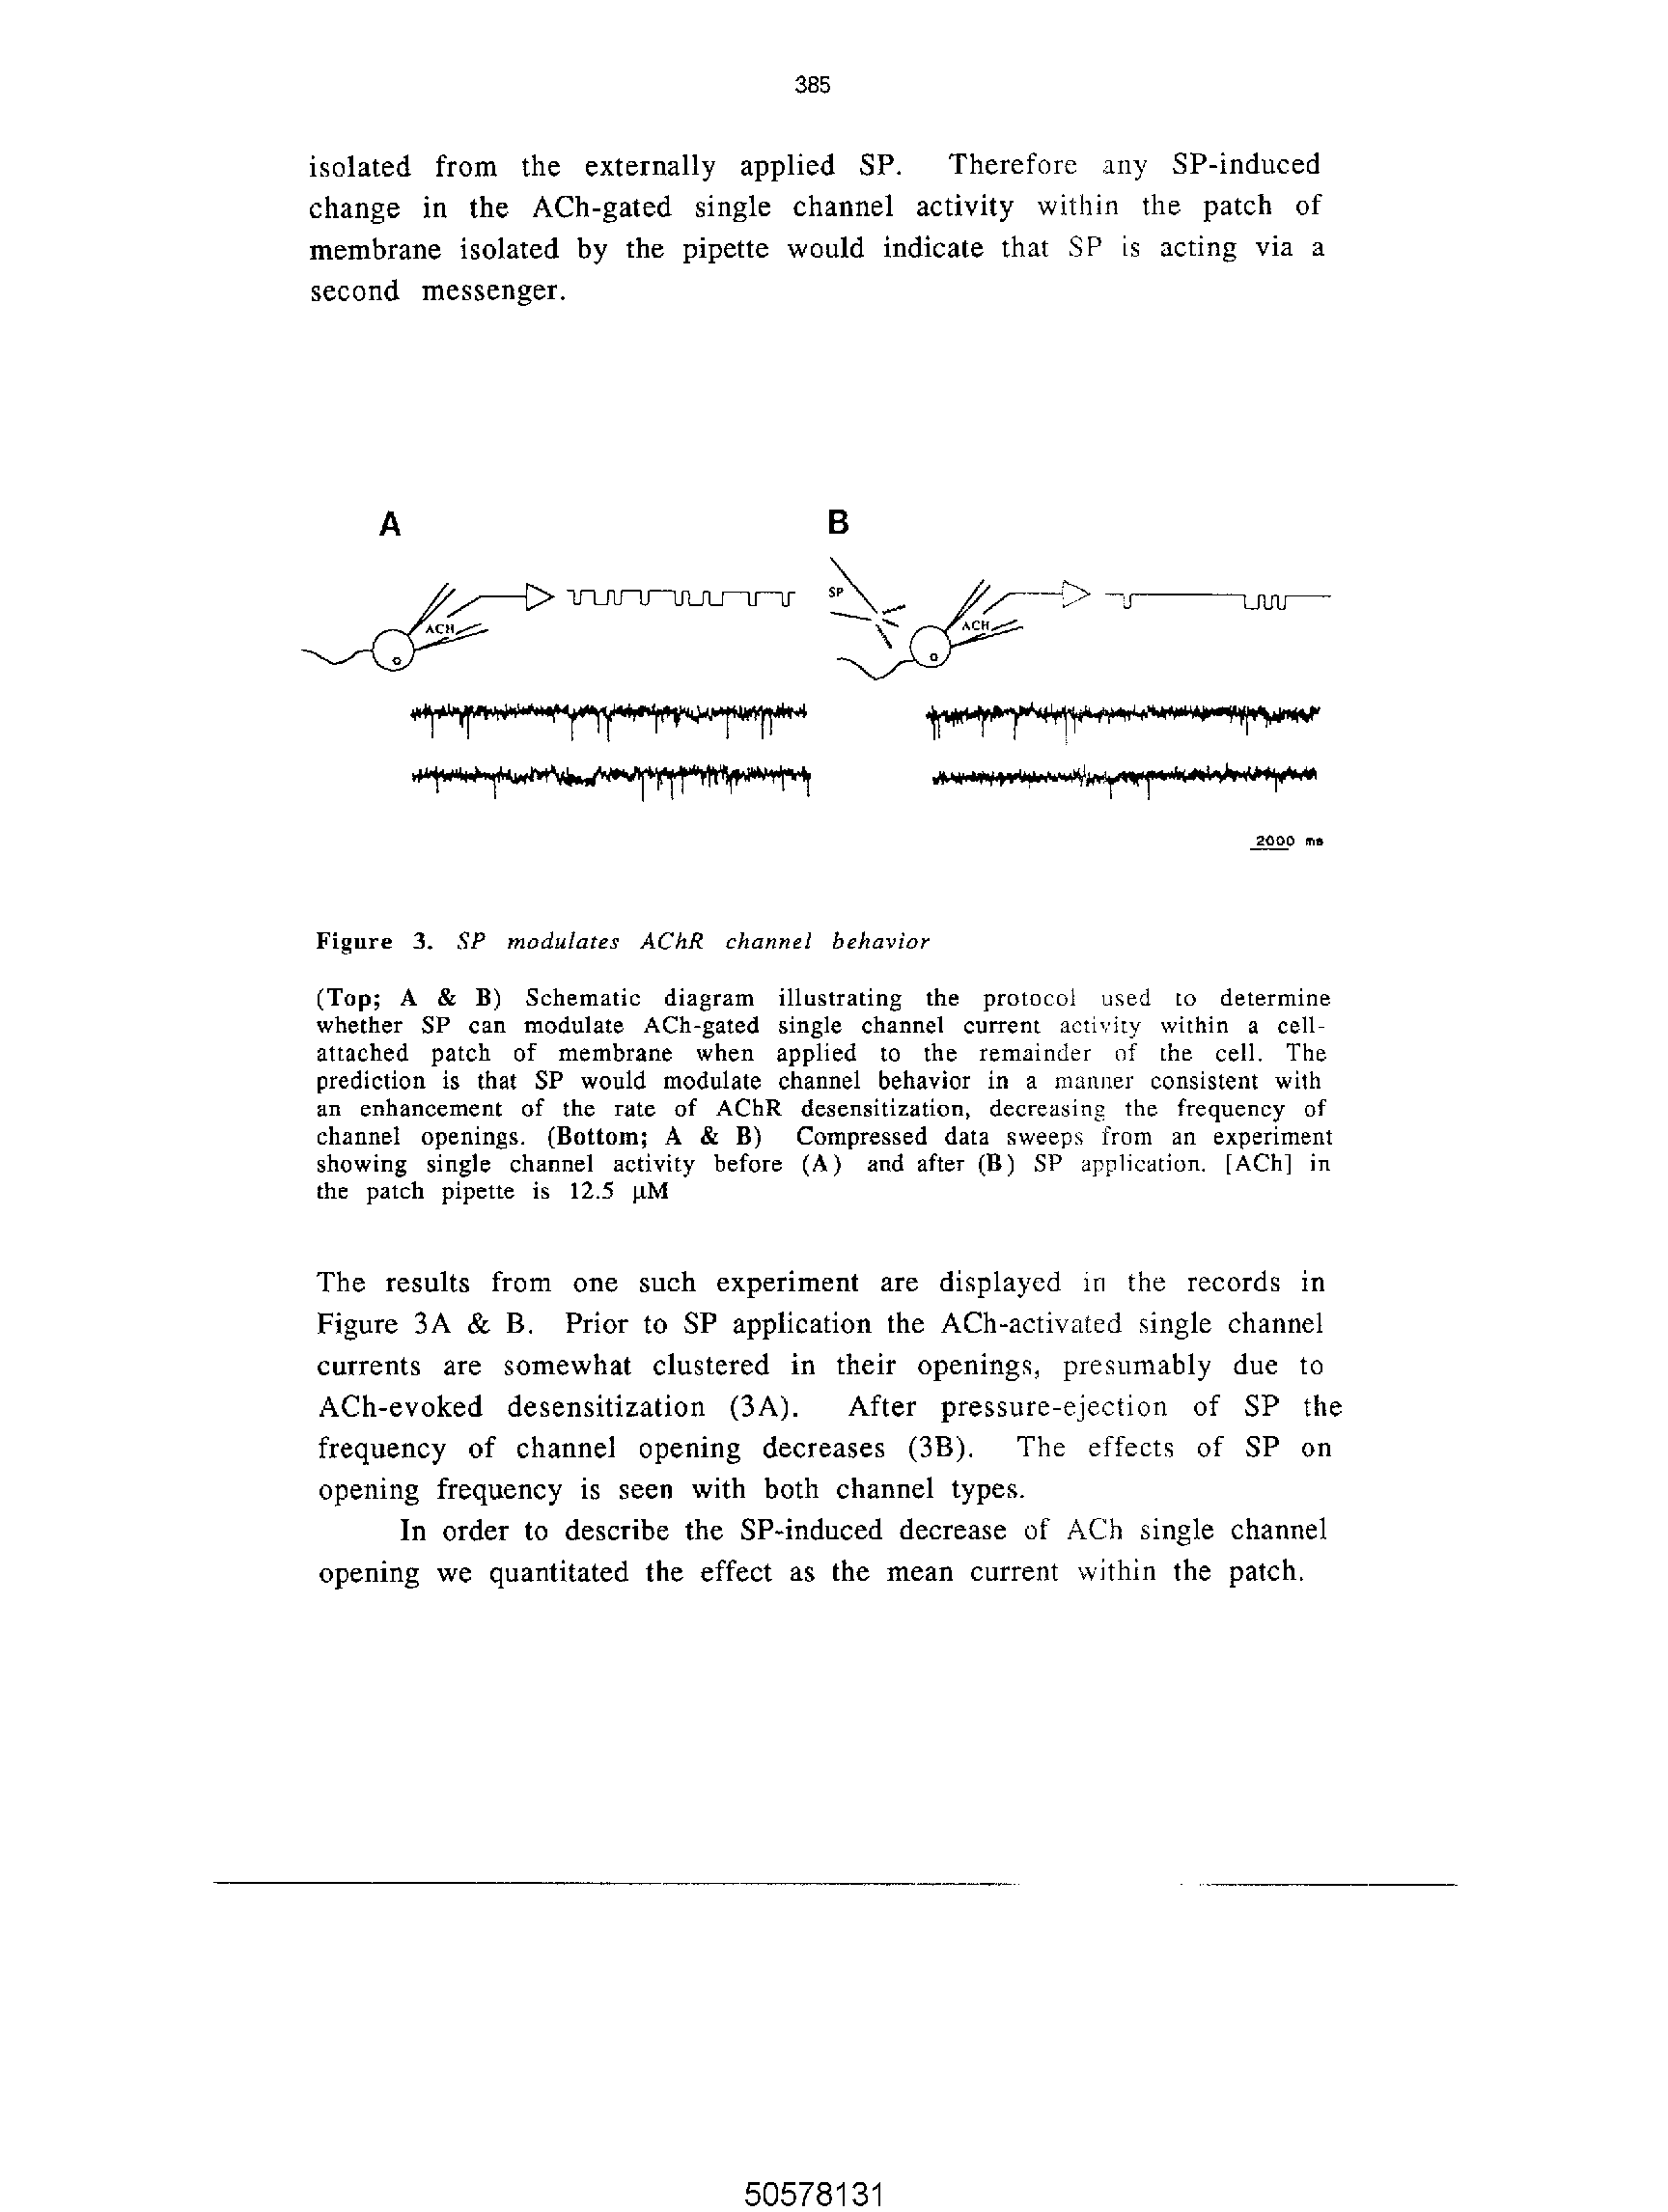 385
isolated from the externally applied SP. Therefore any SP-induced
change in the ACh-gated single channel activity within the patch of
membrane isolated by the pipette would indicate that SP is acting via a
second messenger.
A
B
SP
ACH
ACH
2000 ms
Figure 3. SP modulates AChR channel behavior
(Top; A & B) Schematic diagram illustrating the protocol used to determine
whether SP can modulate ACh-gated single channel current activity within a cell-
attached patch of membrane when applied to the remainder of the cell. The
prediction is that SP would modulate channel behavior in a manner consistent with
an enhancement of the rate of AChR desensitization, decreasing the frequency of
channel openings. (Bottom; A & B) Compressed data sweeps from an experiment
showing single channel activity before (A) and after (B) SP application. [ACh] in
the patch pipette is 12.5 µM
The results from one such experiment are displayed in the records in
Figure 3A & B. Prior to SP application the ACh-activated single channel
currents are somewhat clustered in their openings, presumably due to
ACh-evoked desensitization (3A). After pressure-ejection of SP the
frequency of channel opening decreases (3B). The effects of SP on
opening frequency is seen with both channel types.
In order to describe the SP-induced decrease of ACh single channel
opening we quantitated the effect as the mean current within the patch.
50578131